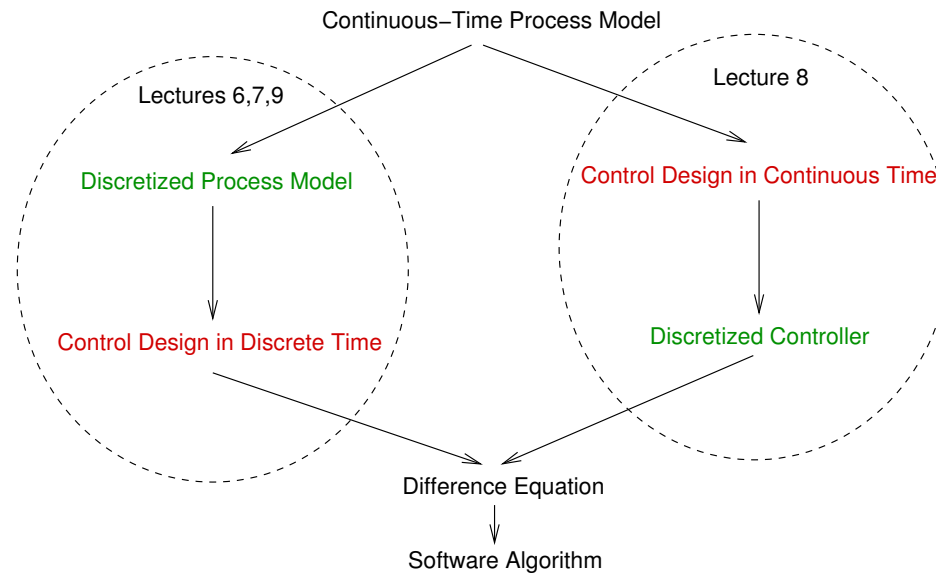 Continuous−Time Process Model
Lectures 6,7,9
Lecture 8
Discretized Process Model
Control Design in Continuous Time
Control Design in Discrete Time
Discretized Controller
Difference Equation
Software Algorithm